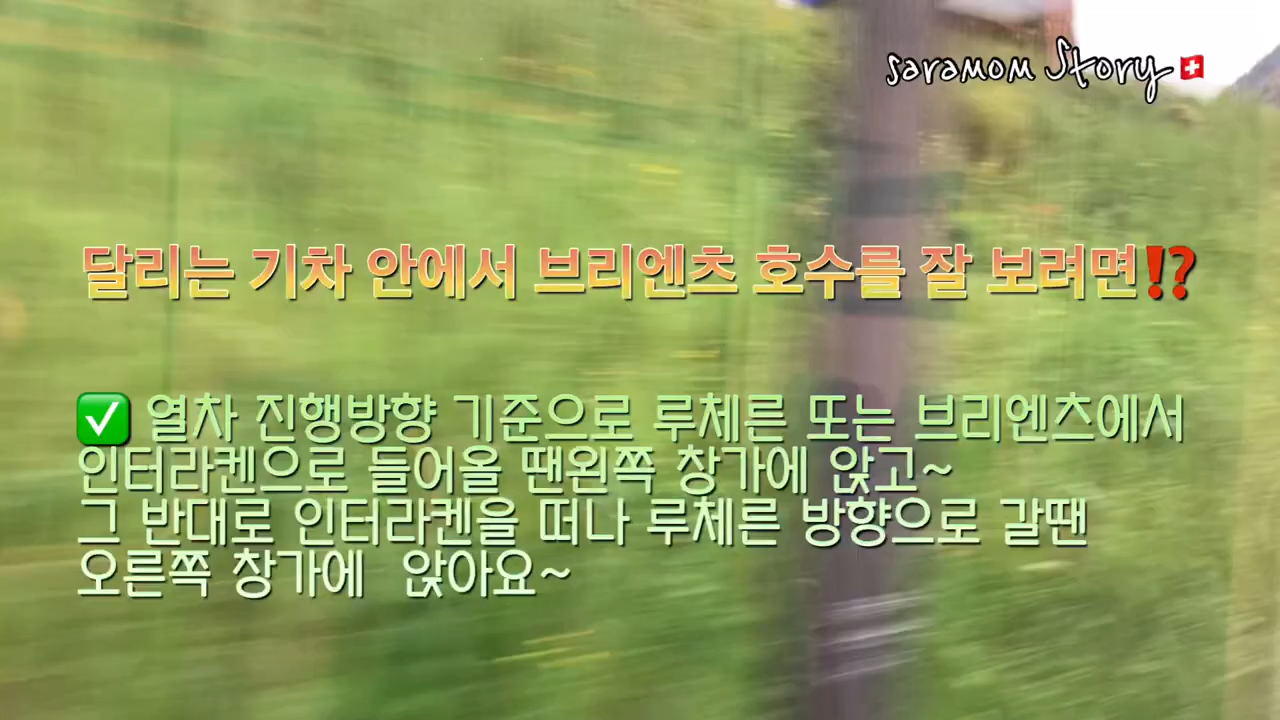 saramom Story
달리는 기차 안에서 브리엔츠 호수를 잘 보려면⁉️
✅ 열차 진행방향 기준으로 루체른 또는 브리엔츠에서
인터라켄으로 들어올 땐왼쪽 창가에 앉고~
그 반대로 인터라켄을 떠나 루체른 방향으로 갈땐
오른쪽 창가에 앉아요~